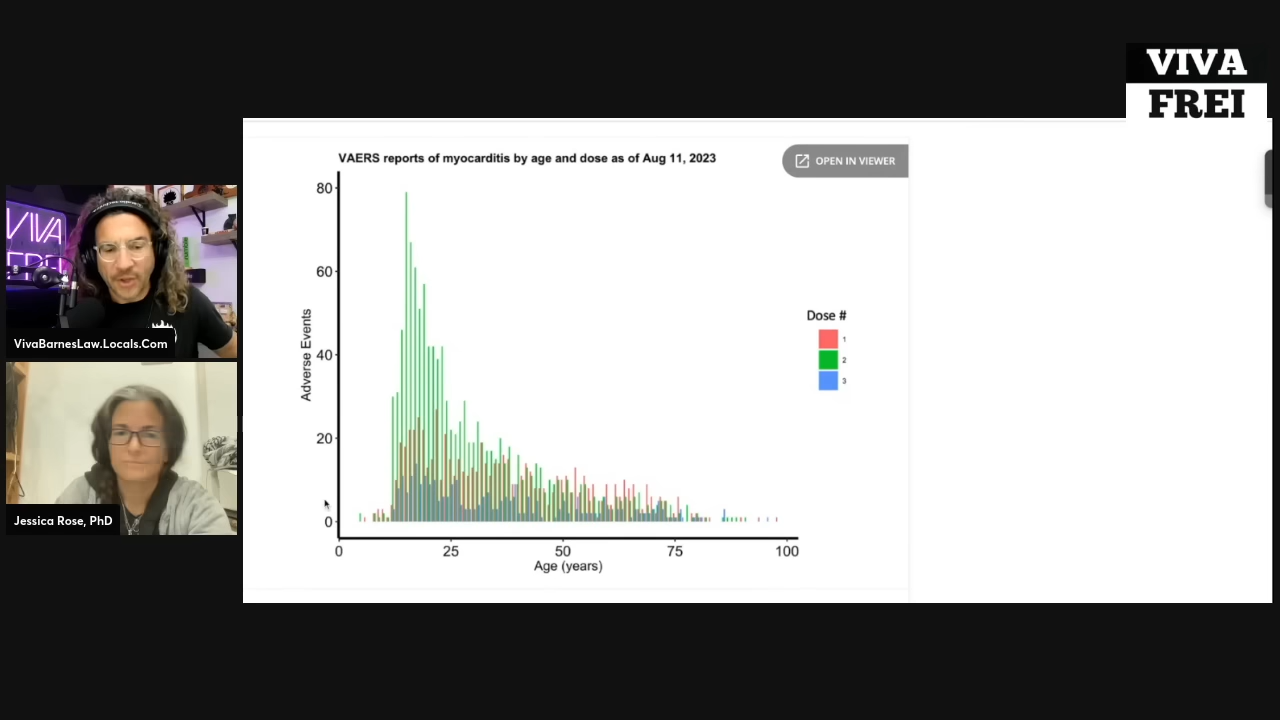 VIVA
FREI
VAERS reports of myocarditis by age and dose as of Aug 11, 2023
OPEN IN VIEWER
80
60
40
20
0
Adverse Events
0
25
50
75
100
Age (years)
Dose #
1
2
3
VIVA
FREI
VivaBarnesLaw.Locals.Com
Jessica Rose, PhD